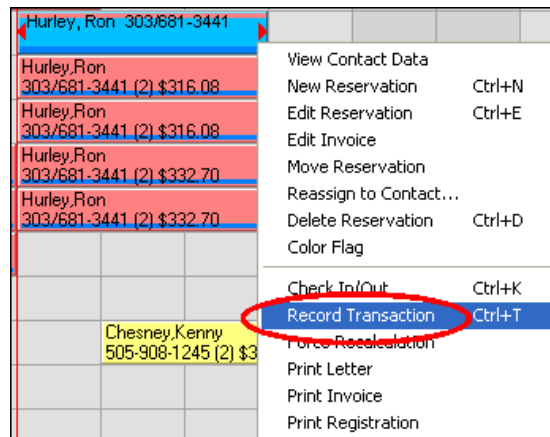 Hurley, Ron 303/681-3441
Hurley,Ron
303/681-3441 (2) $316.08
Hurley,Ron
303/681-3441 (2) $316.08
Hurley,Ron
303/681-3441 (2) $332.70
Hurley,Ron
303/681-3441 (2) $332.70
Chesney,Kenny
505-908-1245 (2) $3
View Contact Data
New Reservation Ctrl+N
Edit Reservation Ctrl+E
Edit Invoice
Move Reservation
Reassign to Contact...
Delete Reservation Ctrl+D
Color Flag
Check In/Out Ctrl+K
Record Transaction Ctrl+T
Force Recalculation
Print Letter
Print Invoice
Print Registration